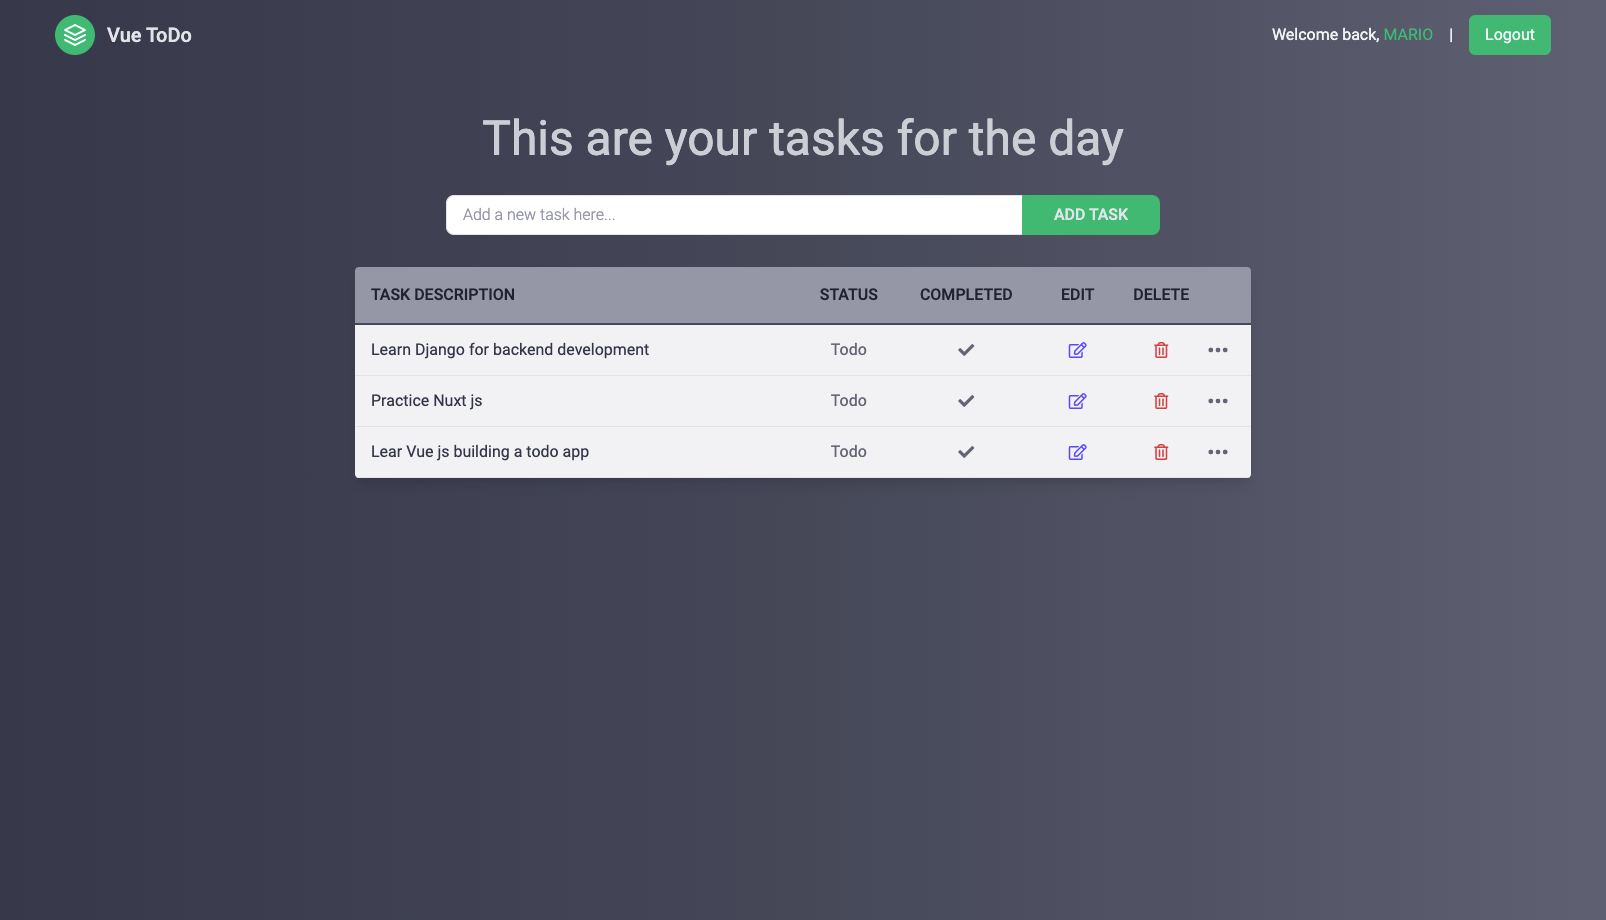 Vue ToDo
Welcome back, MARIO | Logout
This are your tasks for the day
Add a new task here...
ADD TASK
TASK DESCRIPTION STATUS COMPLETED EDIT DELETE
Learn Django for backend development Todo
Practice Nuxt js Todo
Lear Vue js building a todo app Todo